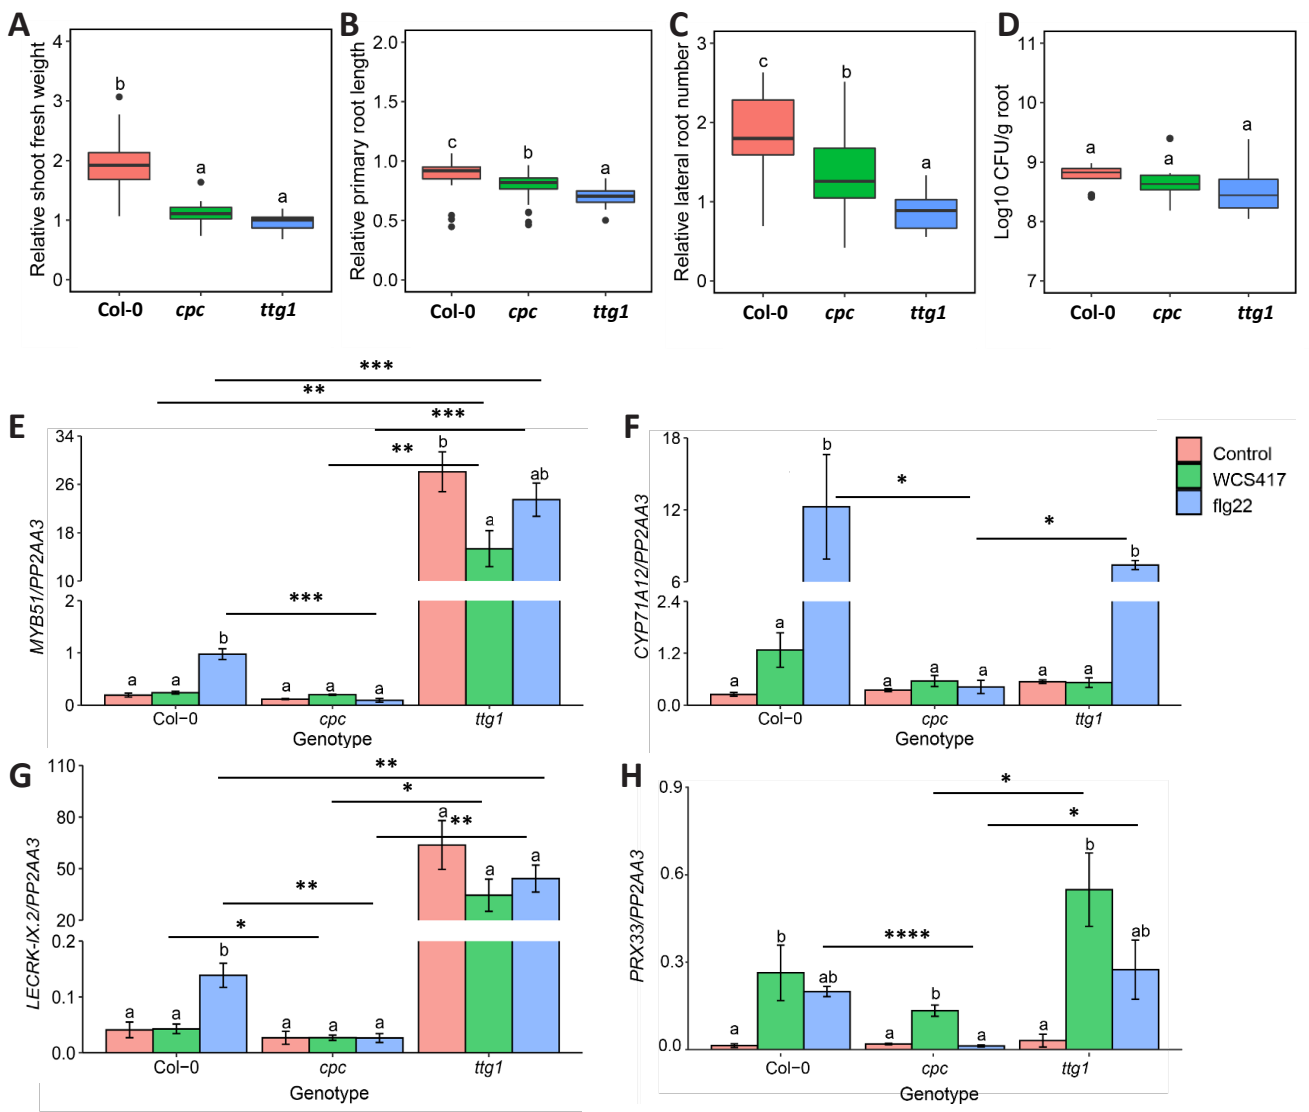 A
Relative shoot fresh weight
4
3
2
1
0
b
a
a
Col-0
cpc
ttg1
B
Relative primary root length
2.0
1.5
1.0
0.5
0.0
c
b
a
Col-0
cpc
ttg1
C
Relative lateral root number
3
2
1
0
c
b
a
Col-0
cpc
ttg1
D
Log10 CFU/g root
11
10
9
8
7
a
a
a
Col-0
cpc
ttg1
E
MYB51/PP2AA3
***
**
***
**
***
34
26
18
10
2
1
0
a
a
b
a
a
a
b
a
ab
Col−0
cpc
ttg1
Genotype
F
CYP71A12/PP2AA3
*
*
18
12
6
2.4
1.2
0.0
a
a
b
a
a
a
a
a
b
Col−0
cpc
ttg1
Genotype
Control
WCS417
flg22
G
LECRK-IX.2/PP2AA3
**
*
**
**
*
110
80
50
20
0.2
0.1
0.0
a
a
b
a
a
a
a
a
a
Col−0
cpc
ttg1
Genotype
H
PRX33/PP2AA3
*
*
****
0.9
0.6
0.3
0.0
a
b
ab
a
b
a
a
b
ab
Col−0
cpc
ttg1
Genotype